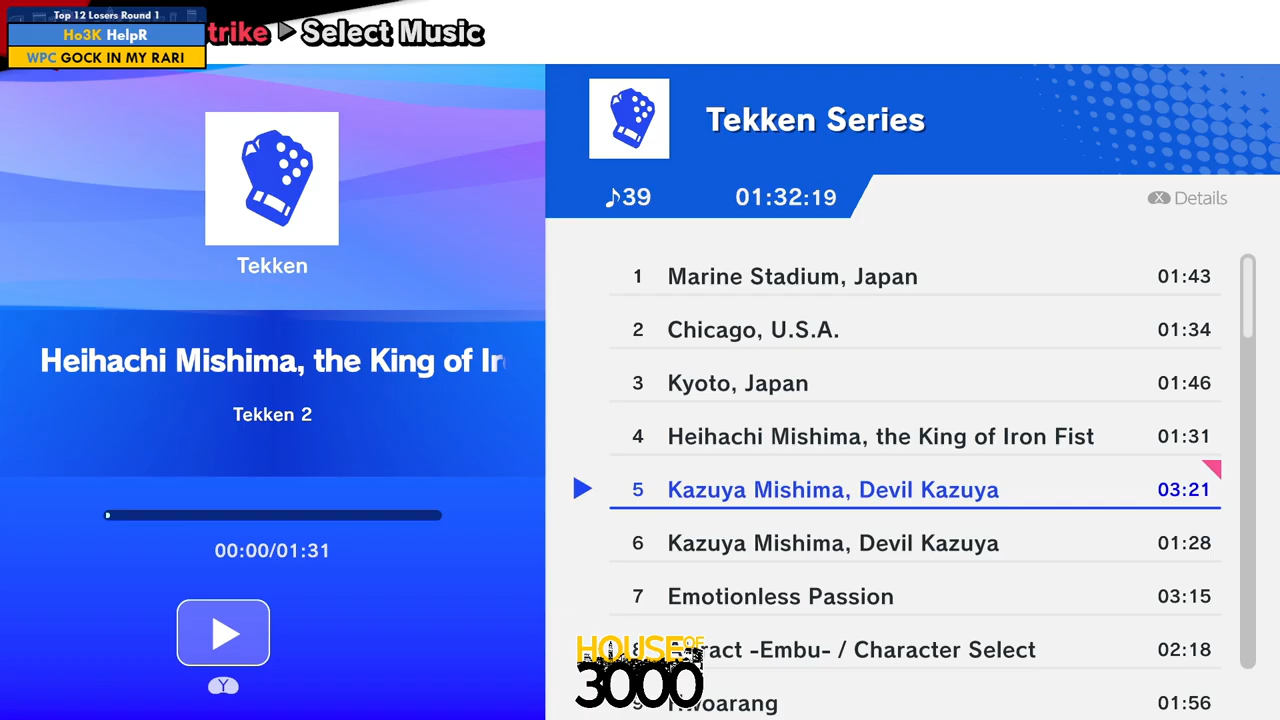 Top 12 Losers Round 1
Ho3K HelpR
WPC GOCK IN MY RARI
trike Select Music
Tekken
Heihachi Mishima, the King of Ir
Tekken 2
00:00/01:31
Y
Tekken Series
♪39 01:32:19
X Details
1 Marine Stadium, Japan 01:43
2 Chicago, U.S.A. 01:34
3 Kyoto, Japan 01:46
4 Heihachi Mishima, the King of Iron Fist 01:31
5 Kazuya Mishima, Devil Kazuya 03:21
6 Kazuya Mishima, Devil Kazuya 01:28
7 Emotionless Passion 03:15
8 ract -Embu- / Character Select 02:18
9 woarang 01:56
HOUSE OF
3000